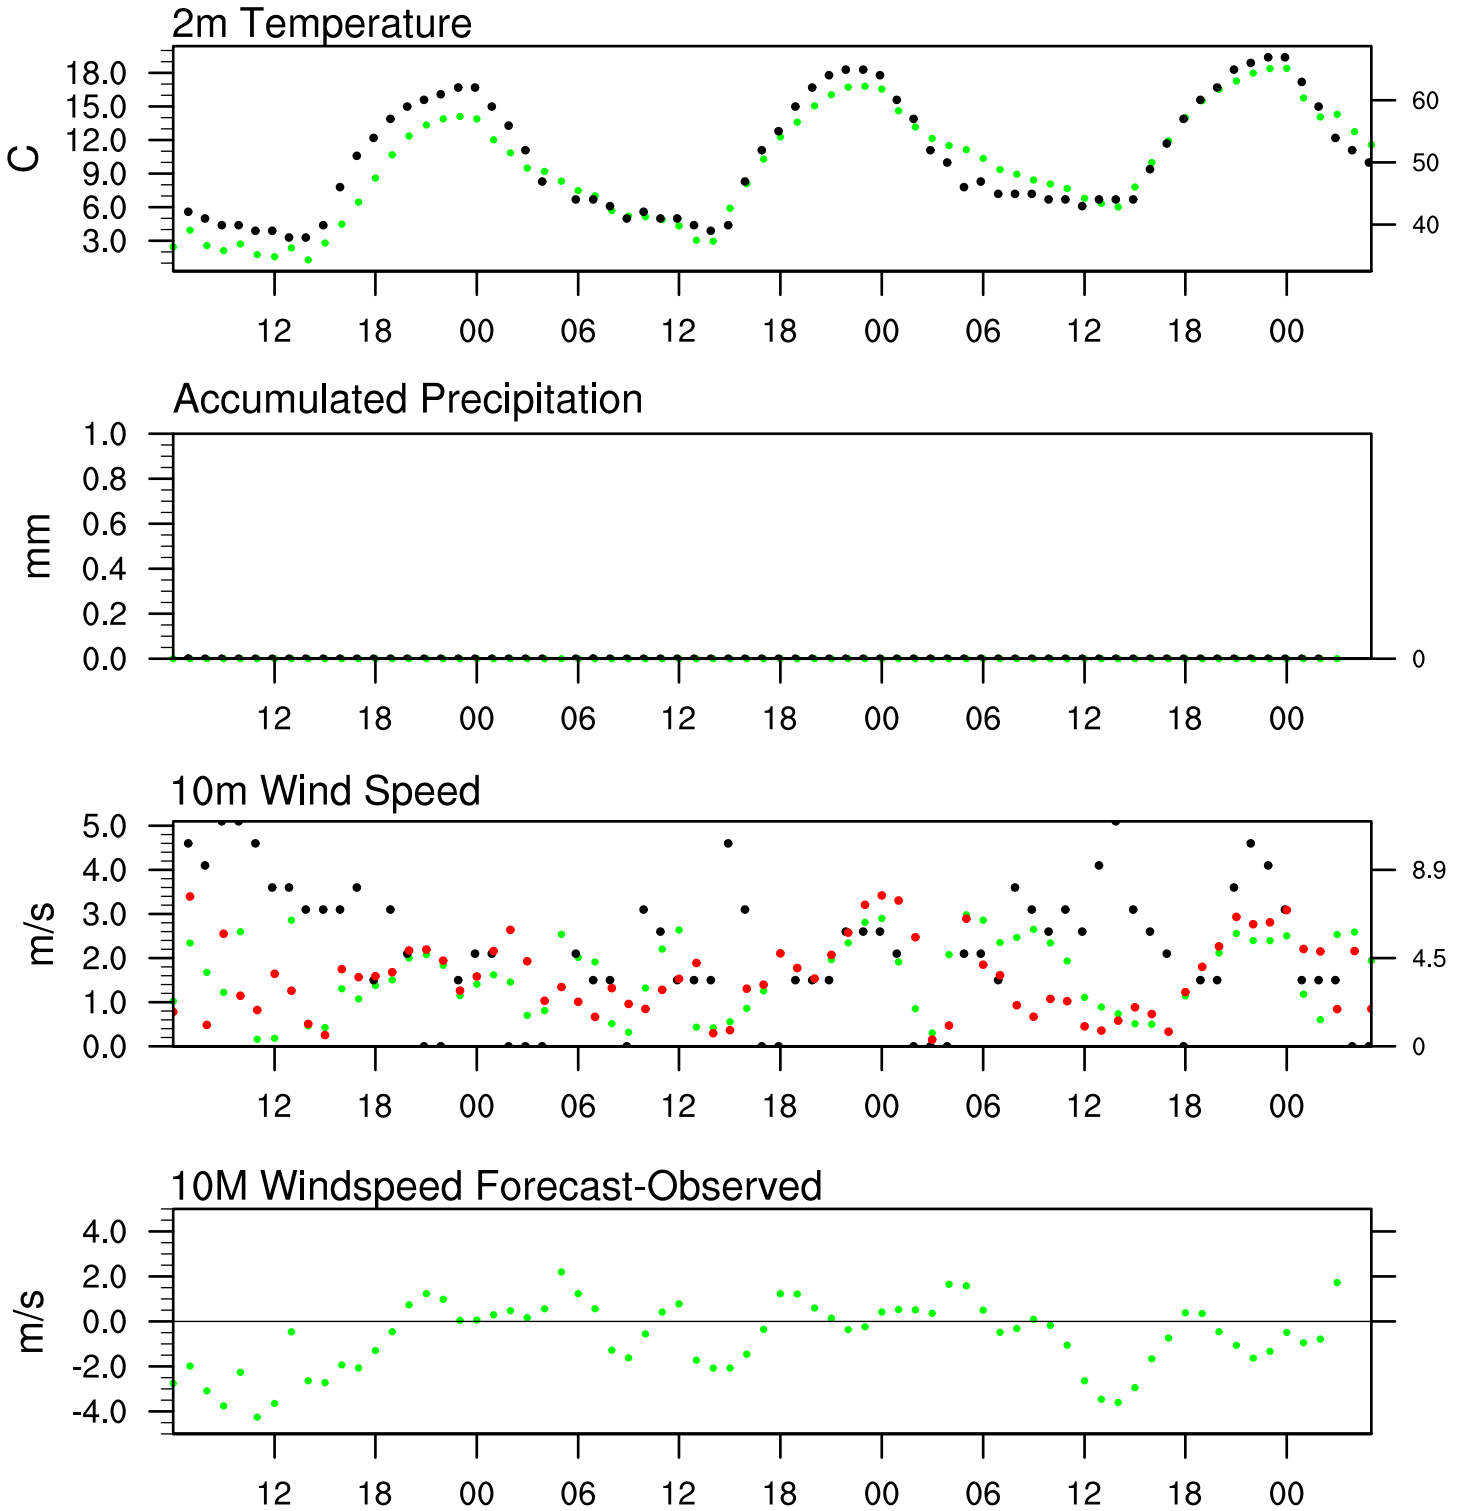 2m Temperature
18.0
15.0
12.0
9.0
6.0
3.0
C
60
50
40
12 18 00 06 12 18 00 06 12 18 00
Accumulated Precipitation
1.0
0.8
0.6
0.4
0.2
0.0
mm
0
12 18 00 06 12 18 00 06 12 18 00
10m Wind Speed
5.0
4.0
3.0
2.0
1.0
0.0
m/s
8.9
4.5
0
12 18 00 06 12 18 00 06 12 18 00
10M Windspeed Forecast-Observed
4.0
2.0
0.0
-2.0
-4.0
m/s
12 18 00 06 12 18 00 06 12 18 00